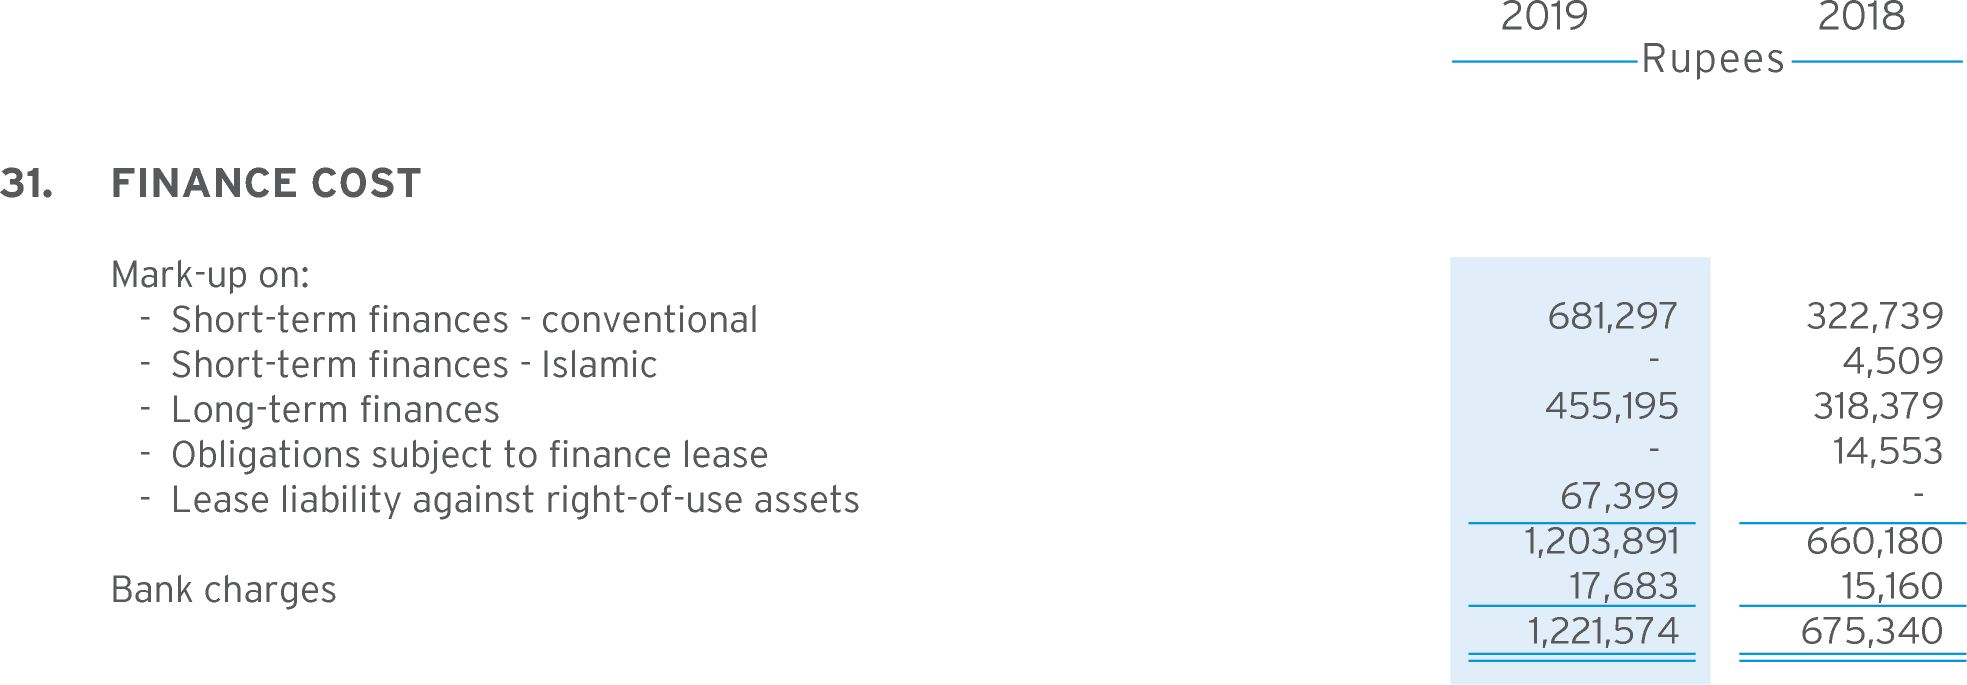 2019 2018
Rupees
31. FINANCE COST
Mark-up on:
- Short-term finances - conventional 681,297 322,739
- Short-term finances - Islamic - 4,509
- Long-term finances 455,195 318,379
- Obligations subject to finance lease - 14,553
- Lease liability against right-of-use assets 67,399 -
1,203,891 660,180
Bank charges 17,683 15,160
1,221,574 675,340